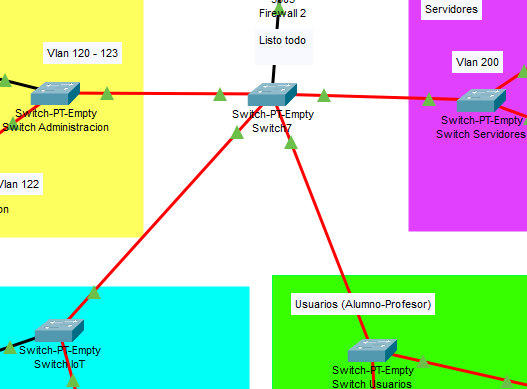 5505
Firewall 2
Listo todo
Servidores
Vlan 120 - 123
Vlan 200
Switch-PT-Empty
Switch Administracion
Switch-PT-Empty
Switch7
Switch-PT-Empty
Switch Servidores
Vlan 122
on
Usuarios (Alumno-Profesor)
Switch-PT-Empty
Switch IoT
Switch-PT-Empty
Switch Usuarios